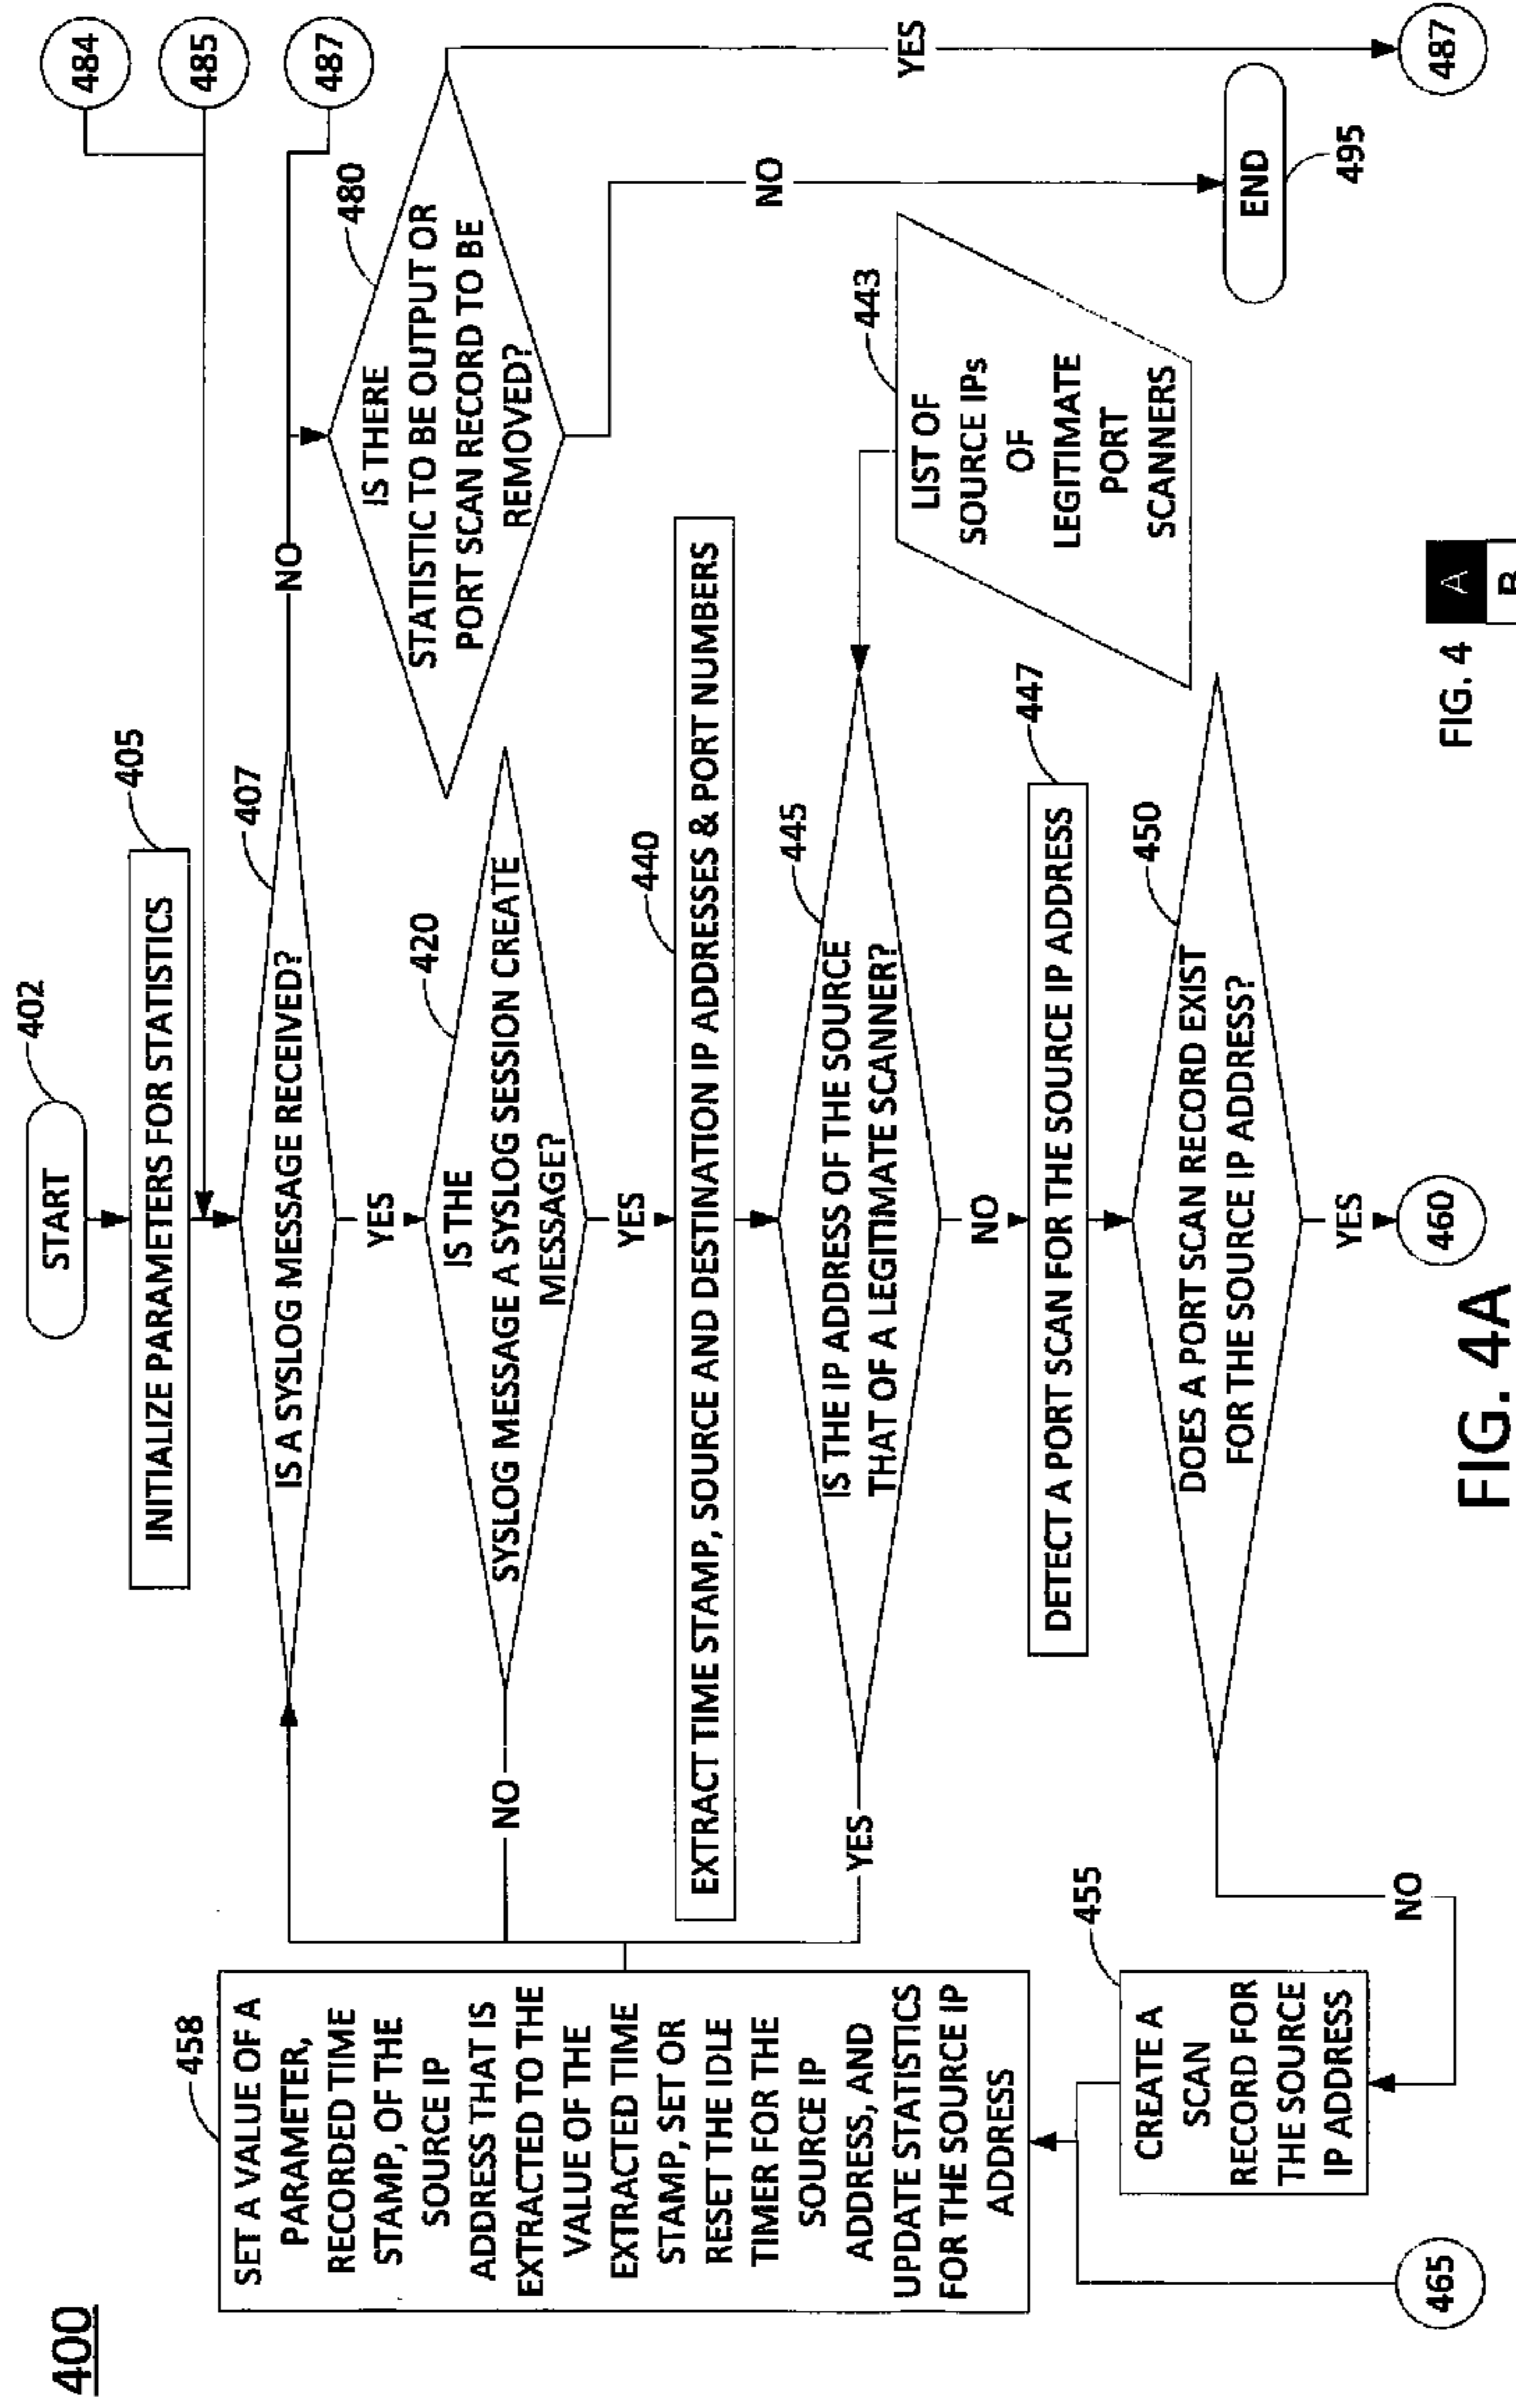 400
START
402
484
485
487
INITIALIZE PARAMETERS FOR STATISTICS
405
IS A SYSLOG MESSAGE RECEIVED?
407
NO
YES
IS THE
SYSLOG MESSAGE A SYSLOG SESSION CREATE
MESSAGE?
420
NO
YES
IS THERE
STATISTIC TO BE OUTPUT OR
PORT SCAN RECORD TO BE
REMOVED?
480
NO
YES
EXTRACT TIME STAMP, SOURCE AND DESTINATION IP ADDRESSES & PORT NUMBERS
440
IS THE IP ADDRESS OF THE SOURCE
THAT OF A LEGITIMATE SCANNER?
445
YES
NO
LIST OF
SOURCE IPs
OF
LEGITIMATE
PORT
SCANNERS
443
DETECT A PORT SCAN FOR THE SOURCE IP ADDRESS
447
DOES A PORT SCAN RECORD EXIST
FOR THE SOURCE IP ADDRESS?
450
NO
YES
END
495
SET A VALUE OF A
PARAMETER,
RECORDED TIME
STAMP, OF THE
SOURCE IP
ADDRESS THAT IS
EXTRACTED TO THE
VALUE OF THE
EXTRACTED TIME
STAMP, SET OR
RESET THE IDLE
TIMER FOR THE
SOURCE IP
ADDRESS, AND
UPDATE STATISTICS
FOR THE SOURCE IP
ADDRESS
458
CREATE A
SCAN
RECORD FOR
THE SOURCE
IP ADDRESS
455
465
460
487
FIG. 4A
FIG. 4
A
B